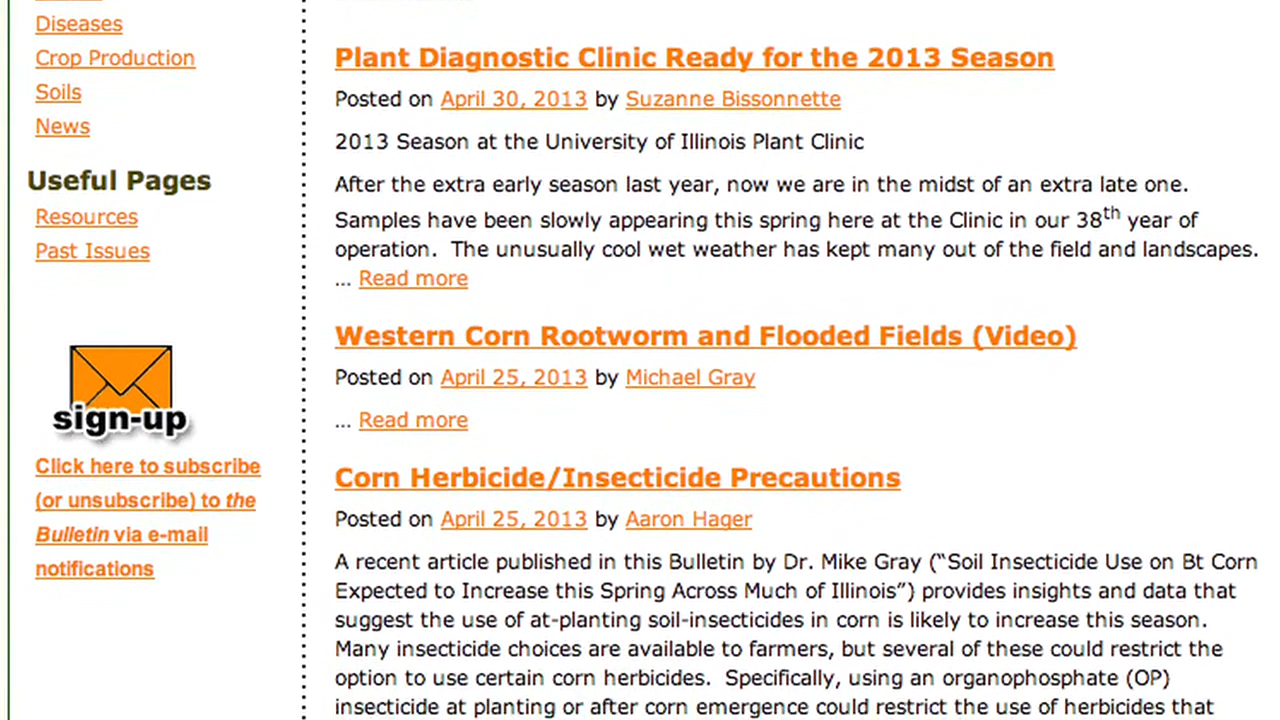 Diseases
Crop Production
Soils
News
Useful Pages
Resources
Past Issues
sign-up
Click here to subscribe
(or unsubscribe) to the
Bulletin via e-mail
notifications
Plant Diagnostic Clinic Ready for the 2013 Season
Posted on April 30, 2013 by Suzanne Bissonnette
2013 Season at the University of Illinois Plant Clinic
After the extra early season last year, now we are in the midst of an extra late one.
Samples have been slowly appearing this spring here at the Clinic in our 38th year of
operation.  The unusually cool wet weather has kept many out of the field and landscapes.
... Read more
Western Corn Rootworm and Flooded Fields (Video)
Posted on April 25, 2013 by Michael Gray
... Read more
Corn Herbicide/Insecticide Precautions
Posted on April 25, 2013 by Aaron Hager
A recent article published in this Bulletin by Dr. Mike Gray (“Soil Insecticide Use on Bt Corn
Expected to Increase this Spring Across Much of Illinois”) provides insights and data that
suggest the use of at-planting soil-insecticides in corn is likely to increase this season.
Many insecticide choices are available to farmers, but several of these could restrict the
option to use certain corn herbicides.  Specifically, using an organophosphate (OP)
insecticide at planting or after corn emergence could restrict the use of herbicides that